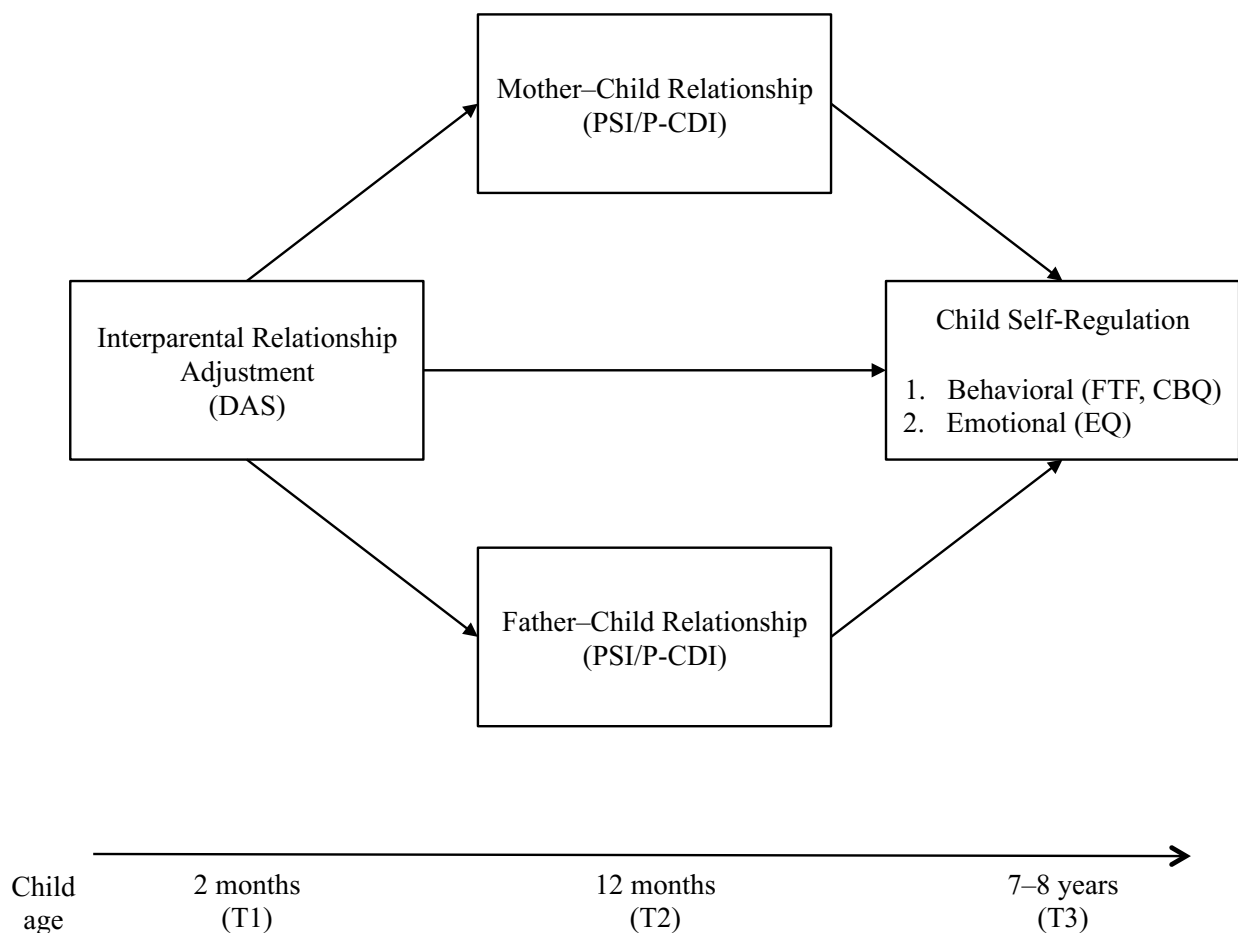 Mother–Child Relationship
(PSI/P-CDI)
Interparental Relationship
Adjustment
(DAS)
Child Self-Regulation
1. Behavioral (FTF, CBQ)
2. Emotional (EQ)
Father–Child Relationship
(PSI/P-CDI)
Child
age
2 months
(T1)
12 months
(T2)
7–8 years
(T3)